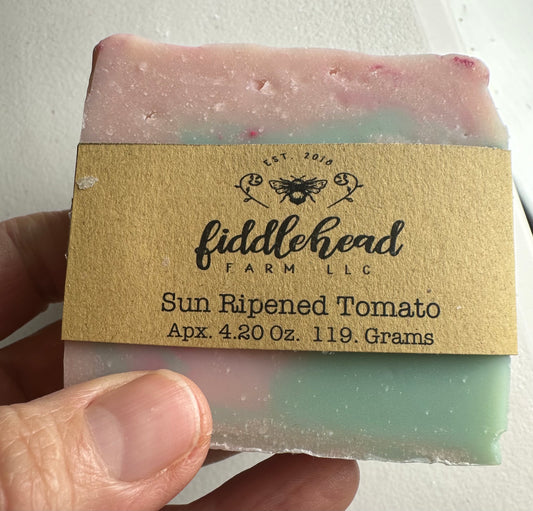 EST. 2018
fiddlehead
FARM LLC
Sun Ripened Tomato
Apx. 4.20 Oz. 119. Grams